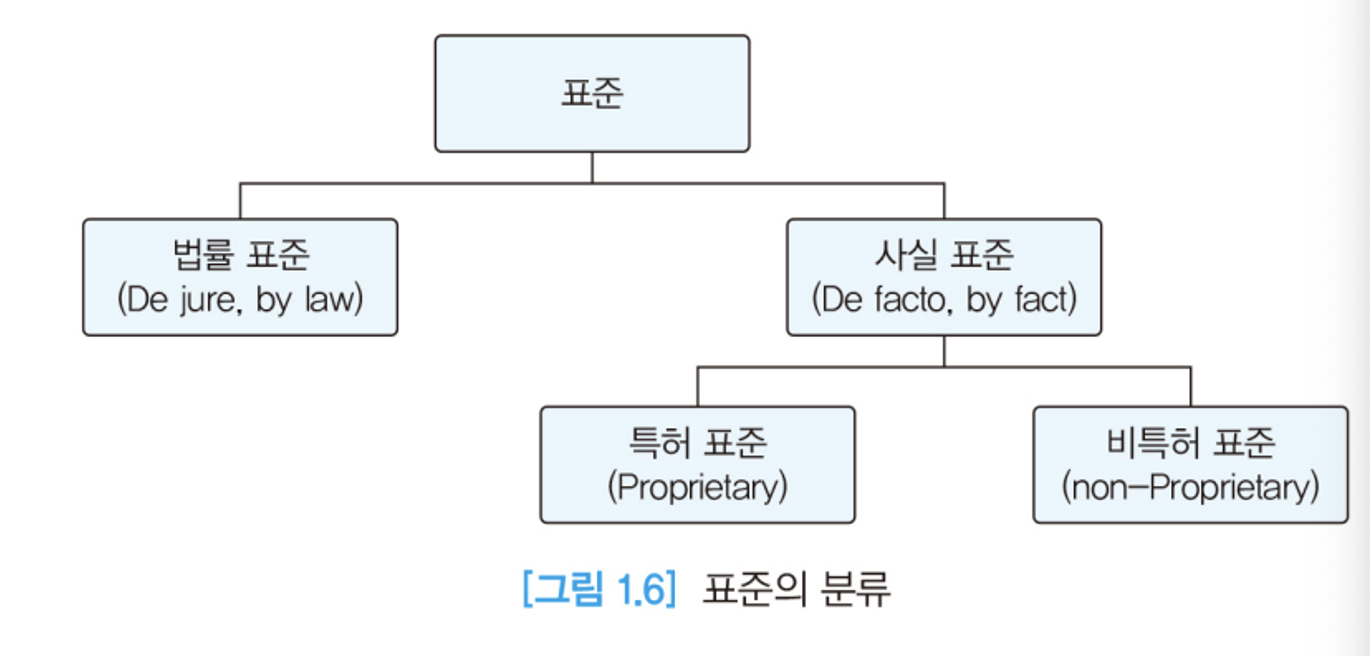 표준
법률 표준
(De jure, by law)
사실 표준
(De facto, by fact)
특허 표준
(Proprietary)
비특허 표준
(non-Proprietary)
[그림 1.6] 표준의 분류